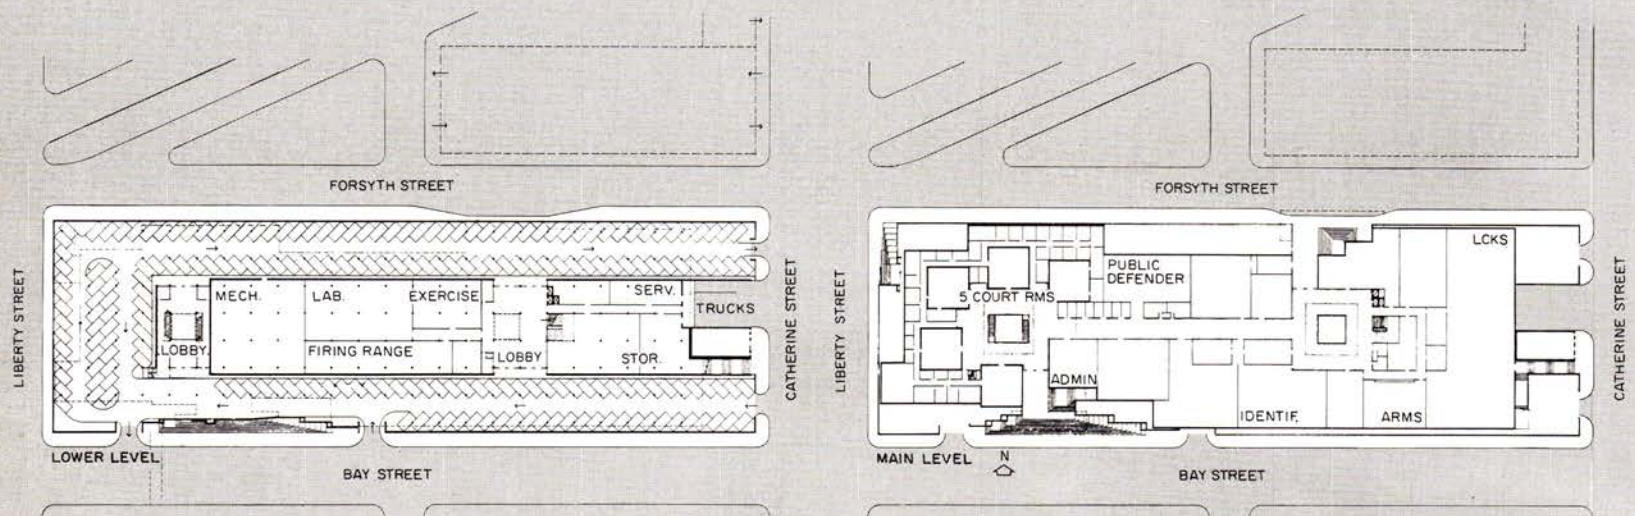 FORSYTH STREET
LIBERTY STREET
MECH.
LAB.
EXERCISE
SERV.
TRUCKS
LOBBY
FIRING RANGE
LOBBY
STOR.
CATHERINE STREET
LOWER LEVEL
BAY STREET
FORSYTH STREET
LIBERTY STREET
LCKS
PUBLIC
DEFENDER
5 COURT RMS
ADMIN
IDENTIF.
ARMS
CATHERINE STREET
MAIN LEVEL
N
BAY STREET